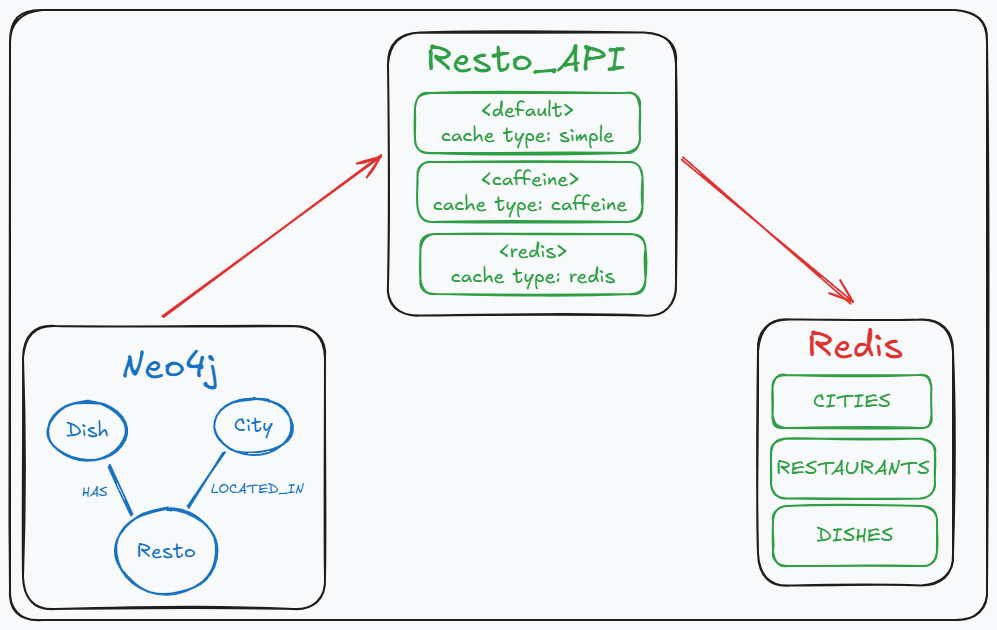 Resto_API
<default>
cache type: simple
<caffeine>
cache type: caffeine
<redis>
cache type: redis
Neo4j
Dish
City
HAS
LOCATED_IN
Resto
Redis
CITIES
RESTAURANTS
DISHES